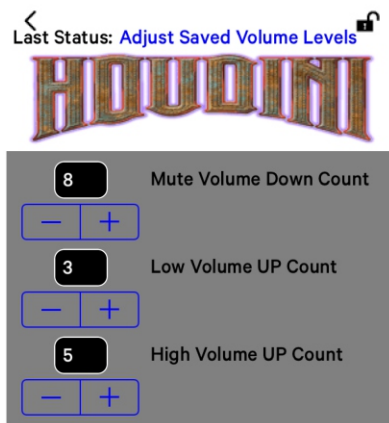 Last Status: Adjust Saved Volume Levels
HOUDINI
8 Mute Volume Down Count
− +
3 Low Volume UP Count
− +
5 High Volume UP Count
− +